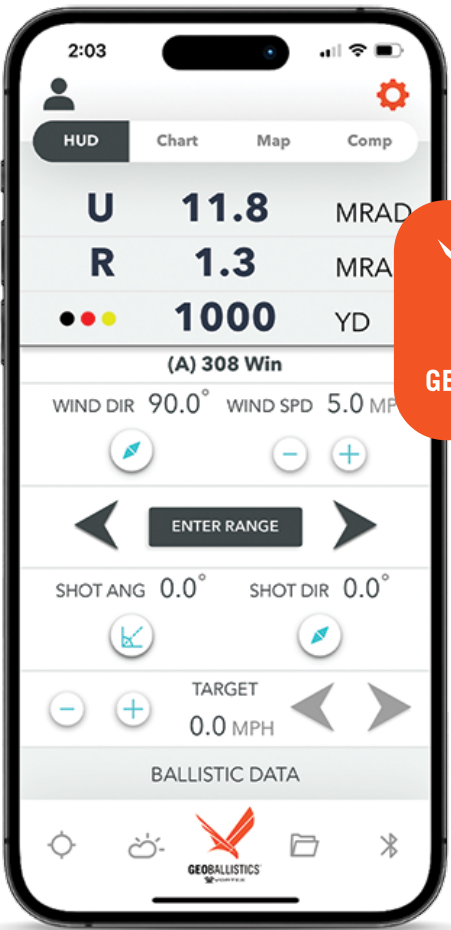 2:03
HUD Chart Map Comp
U 11.8 MRAD
R 1.3 MRA
1000 YD
(A) 308 Win
WIND DIR 90.0° WIND SPD 5.0 MP
ENTER RANGE
SHOT ANG 0.0° SHOT DIR 0.0°
TARGET
0.0 MPH
BALLISTIC DATA
GEOBALLISTICS
VORTEX
GE